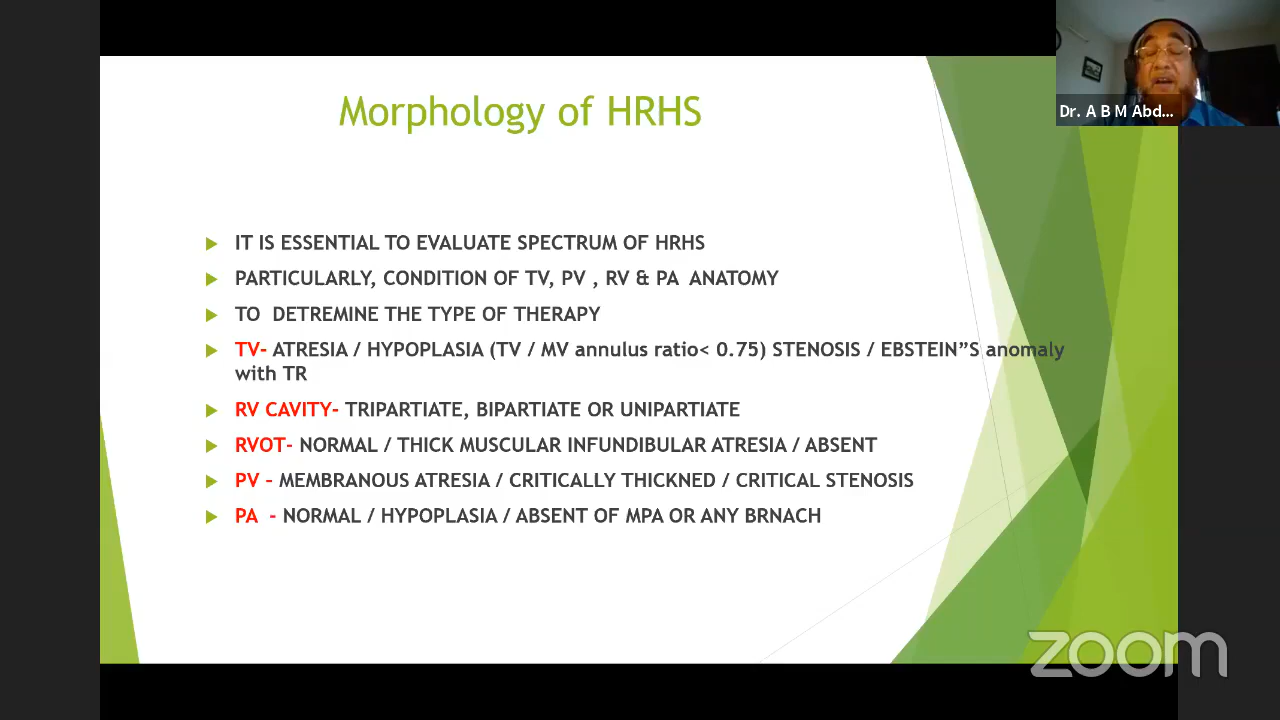 Morphology of HRHS
Dr. A B M Abd...
IT IS ESSENTIAL TO EVALUATE SPECTRUM OF HRHS
PARTICULARLY, CONDITION OF TV, PV , RV & PA ANATOMY
TO DETREMINE THE TYPE OF THERAPY
TV- ATRESIA / HYPOPLASIA (TV / MV annulus ratio< 0.75) STENOSIS / EBSTEIN”S anomaly
with TR
RV CAVITY- TRIPARTIATE, BIPARTIATE OR UNIPARTIATE
RVOT- NORMAL / THICK MUSCULAR INFUNDIBULAR ATRESIA / ABSENT
PV – MEMBRANOUS ATRESIA / CRITICALLY THICKNED / CRITICAL STENOSIS
PA - NORMAL / HYPOPLASIA / ABSENT OF MPA OR ANY BRNACH
zoom